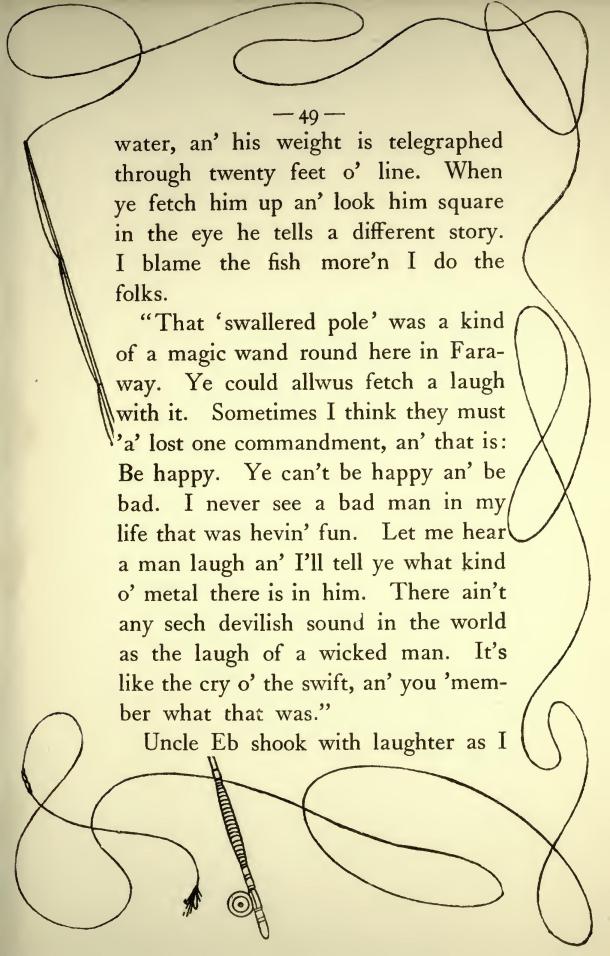 — 49 —
water, an’ his weight is telegraphed
through twenty feet o’ line. When
ye fetch him up an’ look him square
in the eye he tells a different story.
I blame the fish more’n I do the
folks.
“That ‘swallered pole’ was a kind
of a magic wand round here in Fara-
way. Ye could allwus fetch a laugh
with it. Sometimes I think they must
’a’ lost one commandment, an’ that is:
Be happy. Ye can’t be happy an’ be
bad. I never see a bad man in my
life that was hevin’ fun. Let me hear
a man laugh an’ I’ll tell ye what kind
o’ metal there is in him. There ain’t
any sech devilish sound in the world
as the laugh of a wicked man. It’s
like the cry o’ the swift, an’ you ’mem-
ber what that was.”
Uncle Eb shook with laughter as I